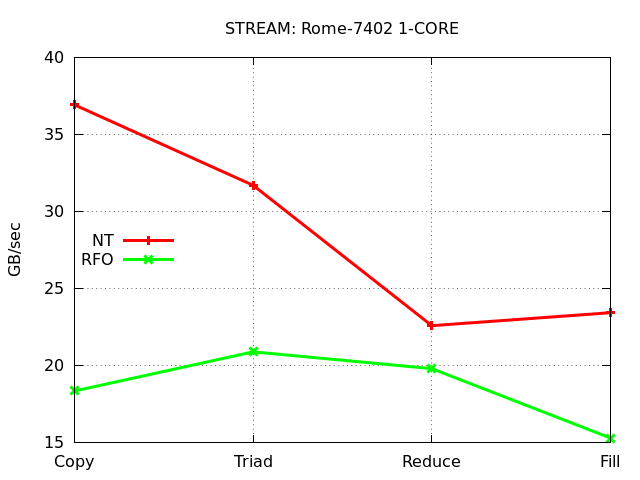 STREAM: Rome-7402 1-CORE
40
35
30
25
20
15
GB/sec
NT
RFO
Copy Triad Reduce Fill